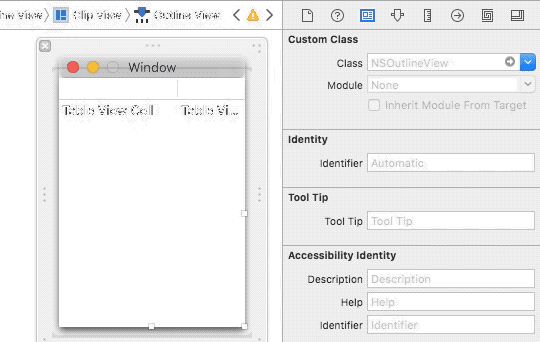 ine View 〉 Clip View 〉 Outline View
Window
Table View Cell
Table Vi...
Custom Class
Class NSOutlineView
Module None
Inherit Module From Target
Identity
Identifier Automatic
Tool Tip
Tool Tip Tool Tip
Accessibility Identity
Description Description
Help Help
Identifier Identifier